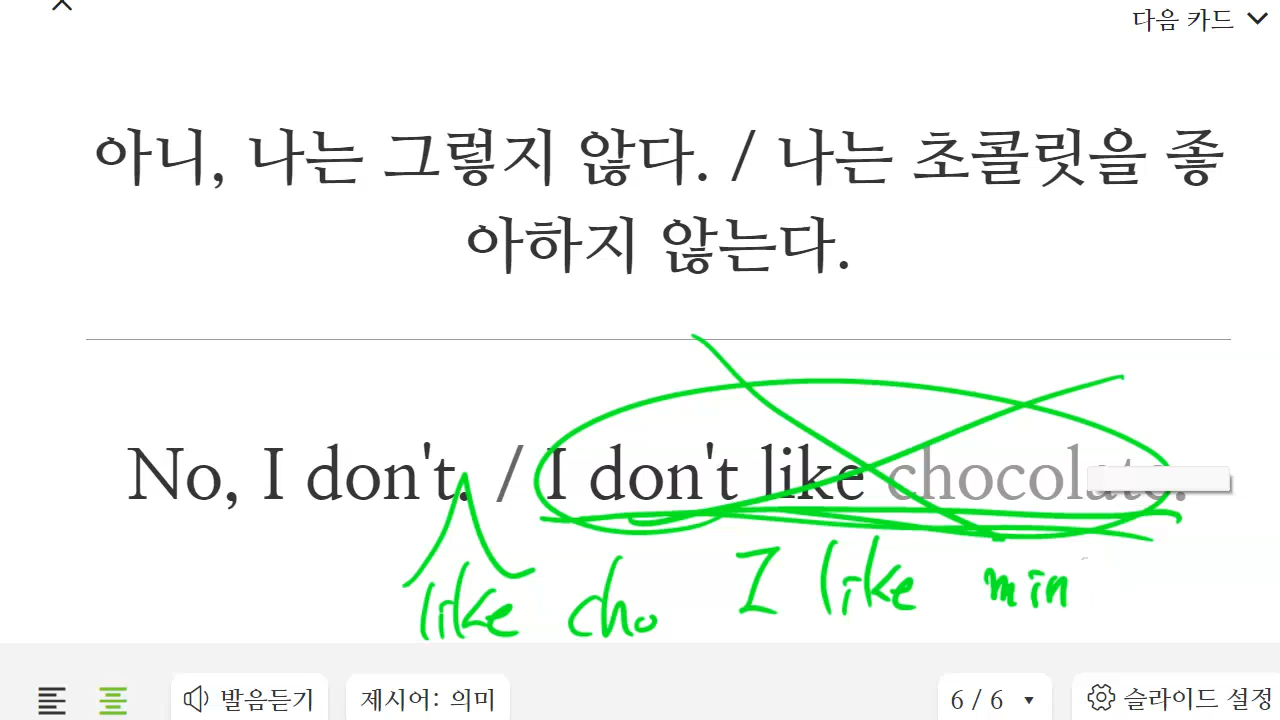 다음 카드
아니, 나는 그렇지 않다. / 나는 초콜릿을 좋
아하지 않는다.
No, I don't. / I don't like chocolate.
like cho I like min
발음듣기 제시어: 의미 6 / 6 슬라이드 설정